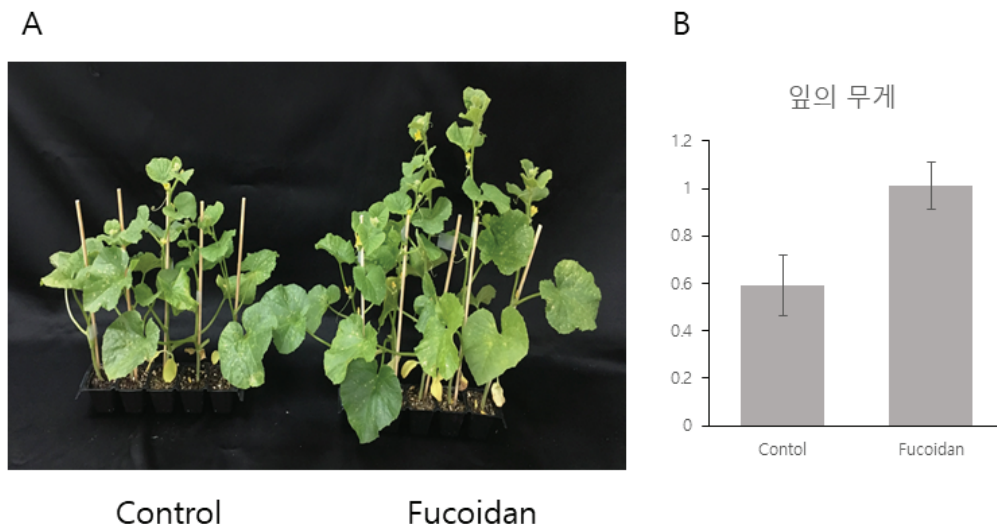 A
B
잎의 무게
1.2
1
0.8
0.6
0.4
0.2
0
Contol
Fucoidan
Control
Fucoidan